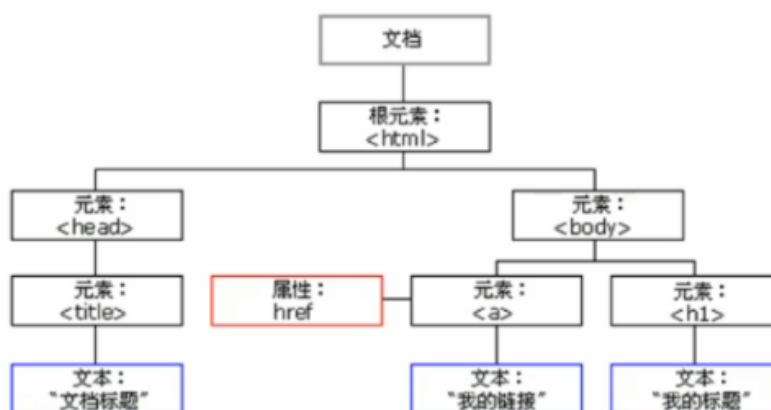 文档
根元素：
<html>
元素：
<head>
元素：
<body>
元素：
<title>
属性：
href
元素：
<a>
元素：
<h1>
文本：
"文档标题"
文本：
"我的链接"
文本：
"我的标题"